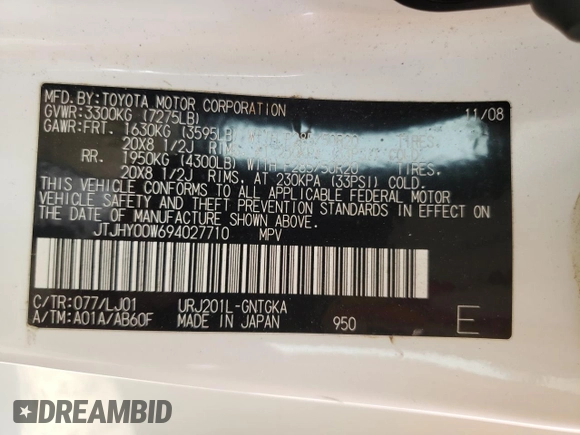 MFD.BY:TOYOTA MOTOR CORPORATION 11/08
GVWR:3300KG (7275LB)
GAWR:FRT. 1630KG (3595LB) TIRES.
20X8 1/2J RIMS.
RR. 1950KG (4300LB) WITH TIRES.
20X8 1/2J RIMS. AT 230KPA (33PSI) COLD.
THIS VEHICLE CONFORMS TO ALL APPLICABLE FEDERAL MOTOR
VEHICLE SAFETY AND THEFT PREVENTION STANDARDS IN EFFECT ON
THE DATE OF MANUFACTURE SHOWN ABOVE.
JTJHY00W694027710 MPV
C/TR:077/LJ01 URJ201L-GNTGKA
A/TM:A01A/AB60F MADE IN JAPAN 950 E
DREAMBID